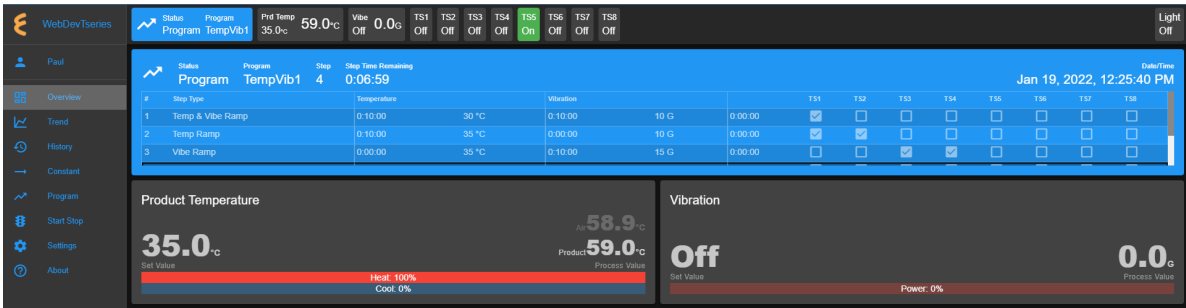 WebDevTseries
Status Program
Program TempVib1
Prd Temp
35.0°C
59.0°C
Vibe
Off
0.0G
TS1 TS2 TS3 TS4 TS5 TS6 TS7 TS8
Off Off Off Off On Off Off Off
Light
Off
Paul
Overview
Trend
History
Constant
Program
Start Stop
Settings
About
Status Program Step Step Time Remaining
Program TempVib1 4 0:06:59
Date/Time
Jan 19, 2022, 12:25:40 PM
# Step Type Temperature Vibration TS1 TS2 TS3 TS4 TS5 TS6 TS7 TS8
1 Temp & Vibe Ramp 0:10:00 30 °C 0:10:00 10 G 0:00:00
2 Temp Ramp 0:10:00 35 °C 0:00:00 10 G 0:00:00
3 Vibe Ramp 0:00:00 35 °C 0:10:00 15 G 0:00:00
Product Temperature
Air 58.9°C
35.0°C
Product 59.0°C
Set Value Process Value
Heat: 100%
Cool: 0%
Vibration
Off 0.0G
Set Value Process Value
Power: 0%